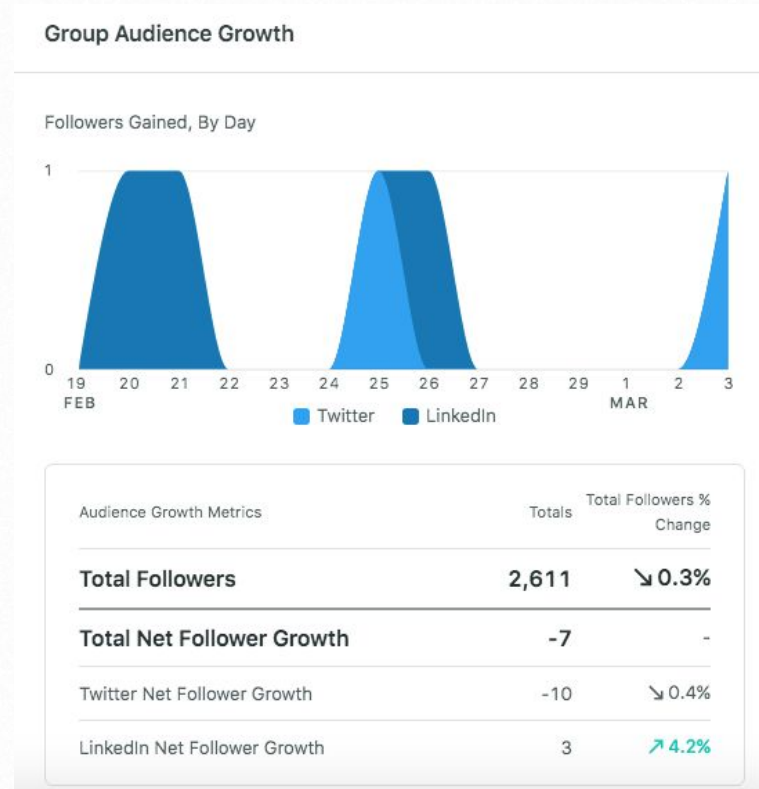 Group Audience Growth
Followers Gained, By Day
1
0
19 20 21 22 23 24 25 26 27 28 29 1 2 3
FEB MAR
Twitter LinkedIn
Audience Growth Metrics Totals Total Followers % Change
Total Followers 2,611 ↘0.3%
Total Net Follower Growth -7 -
Twitter Net Follower Growth -10 ↘0.4%
LinkedIn Net Follower Growth 3 ↗4.2%